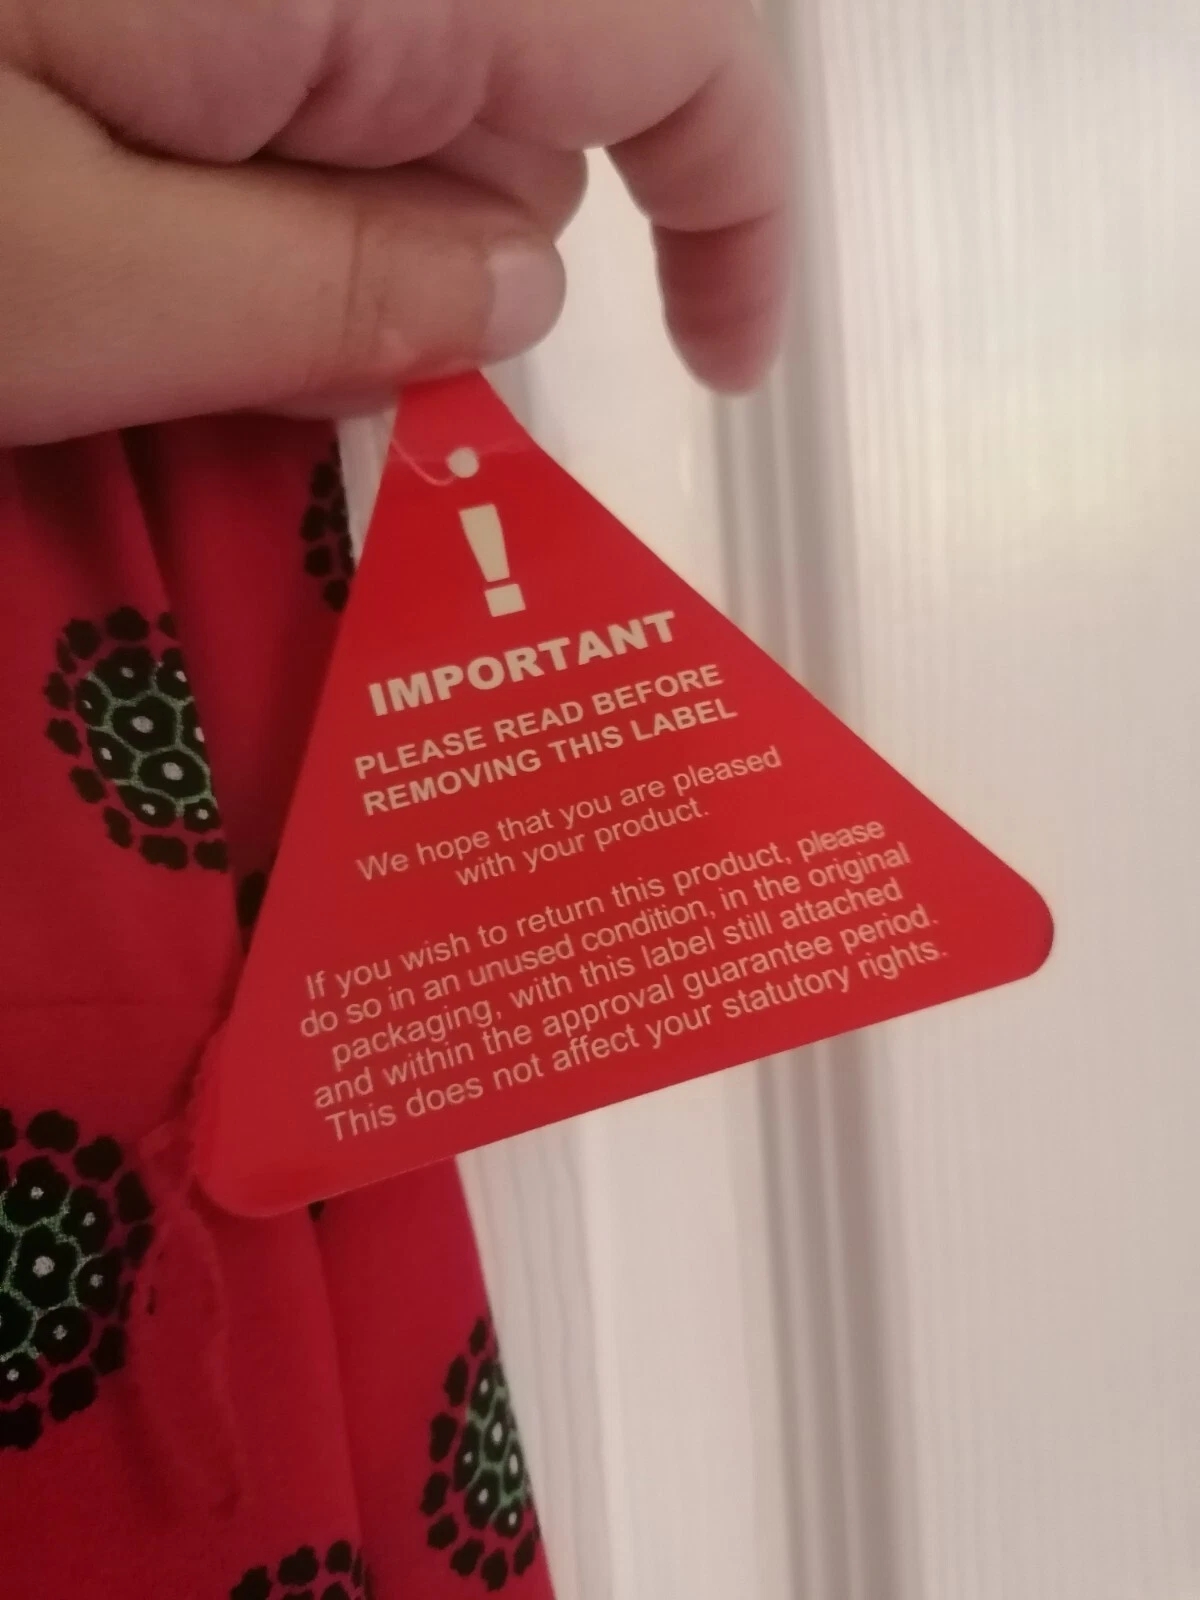 !
IMPORTANT
PLEASE READ BEFORE
REMOVING THIS LABEL
We hope that you are pleased
with your product.
If you wish to return this product, please
do so in an unused condition, in the original
packaging, with this label still attached
and within the approval guarantee period.
This does not affect your statutory rights.